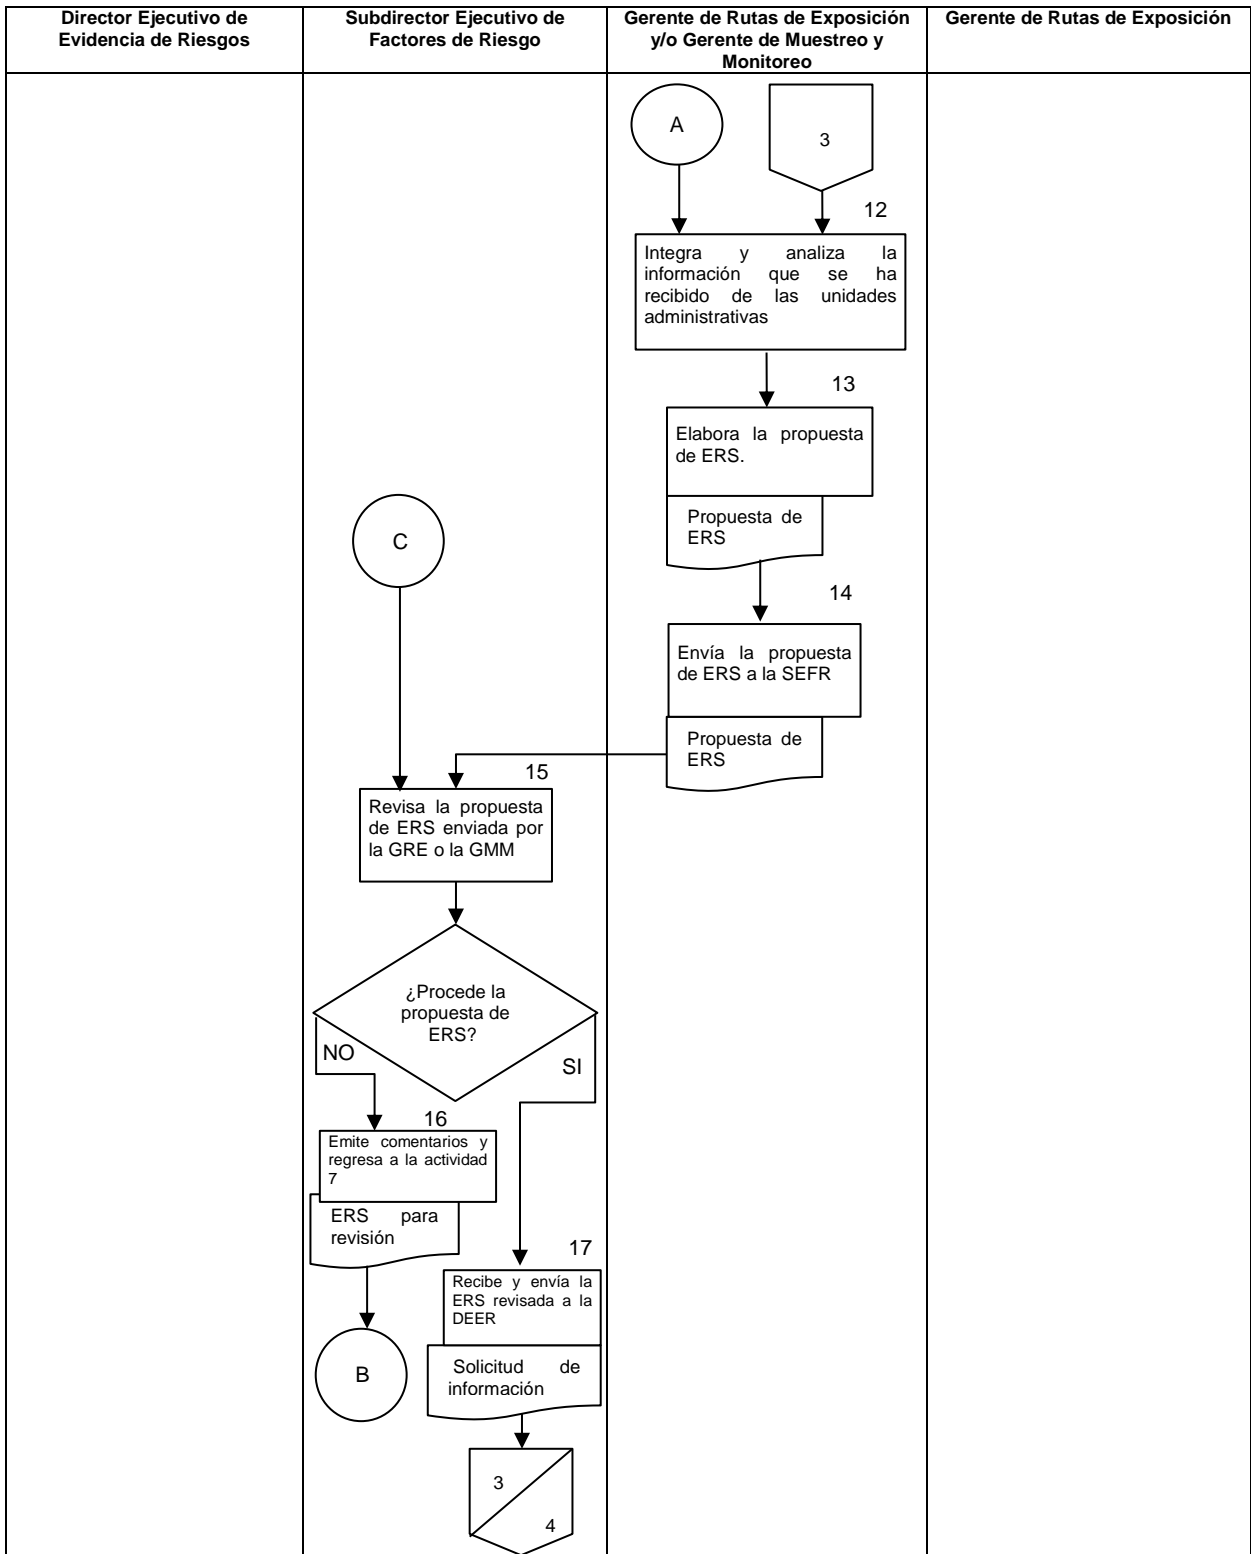 Director Ejecutivo de
Evidencia de Riesgos
Subdirector Ejecutivo de
Factores de Riesgo
Gerente de Rutas de Exposición
y/o Gerente de Muestreo y
Monitoreo
Gerente de Rutas de Exposición
A
3
12
Integra y analiza la
información que se ha
recibido de las unidades
administrativas
13
Elabora la propuesta
de ERS.
Propuesta de
ERS
C
14
Envía la propuesta
de ERS a la SEFR
Propuesta de
ERS
15
Revisa la propuesta
de ERS enviada por
la GRE o la GMM
¿Procede la
propuesta de
ERS?
NO
SI
16
Emite comentarios y
regresa a la actividad
7
ERS para
revisión
17
Recibe y envía la
ERS revisada a la
DEER
B
Solicitud de
información
3
4